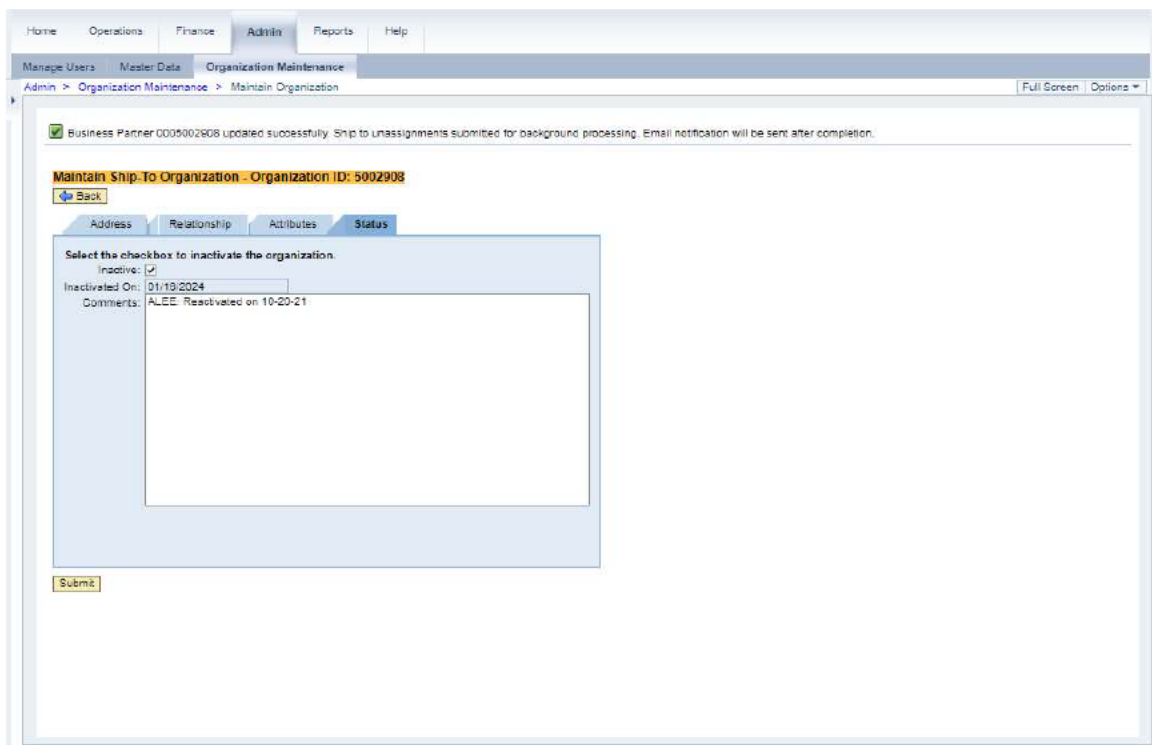 Home Operations Finance Admin Reports Help
Manage Users Master Data Organization Maintenance
Admin > Organization Maintenance > Maintain Organization Full Screen Options
Business Partner 0005002908 updated successfully. Ship to unassignments submitted for background processing. Email notification will be sent after completion.
Maintain Ship-To Organization - Organization ID: 5002908
Back
Address Relationship Attributes Status
Select the checkbox to inactivate the organization.
Inactive:
Inactivated On: 01/18/2024
Comments: ALEE: Reactivated on 10-20-21
Submit